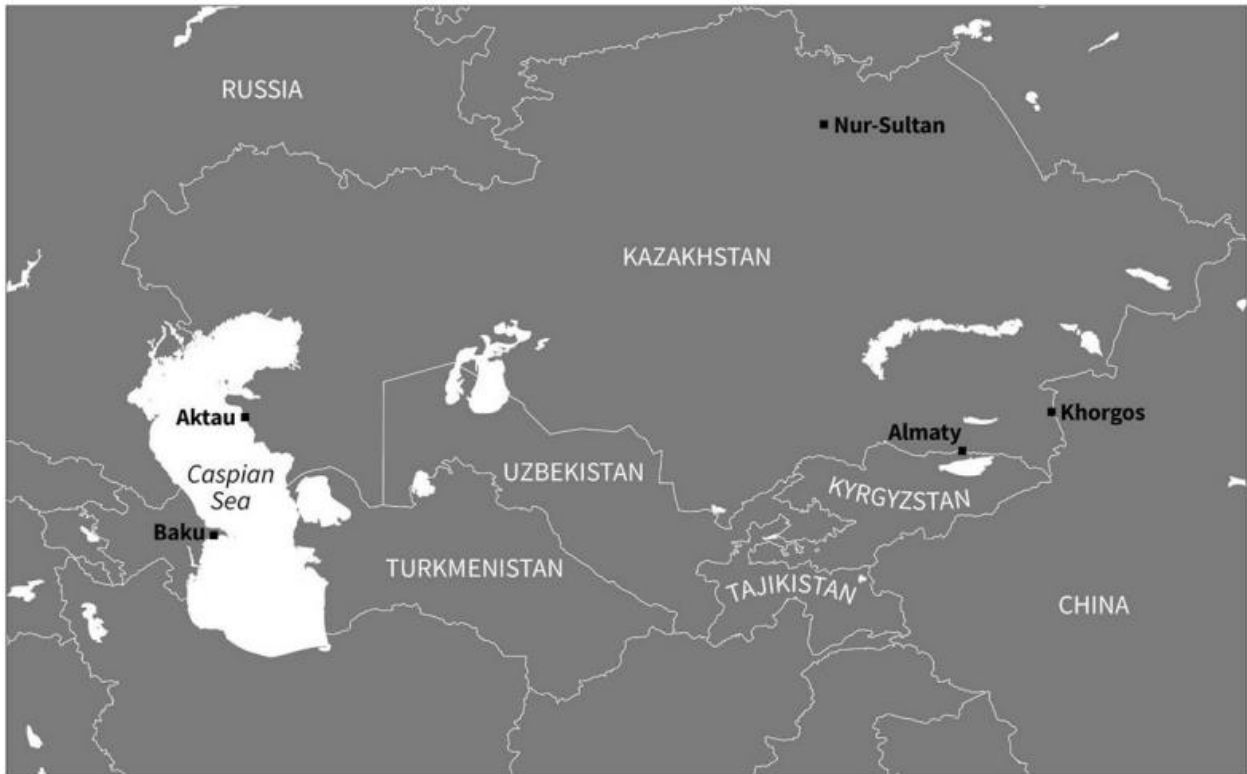 RUSSIA
Nur-Sultan
KAZAKHSTAN
Aktau
Khorgos
Almaty
Caspian
Sea
UZBEKISTAN
KYRGYZSTAN
Baku
TURKMENISTAN
TAJIKISTAN
CHINA